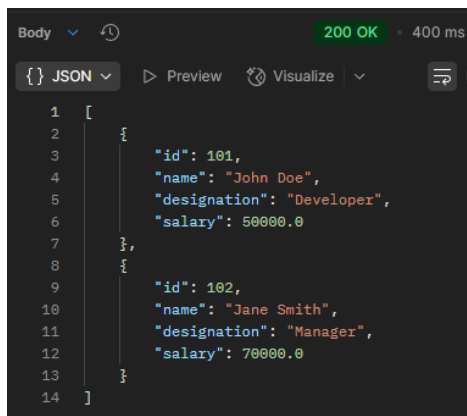 Body 200 OK • 400 ms
{} JSON Preview Visualize
1 [
2 {
3 "id": 101,
4 "name": "John Doe",
5 "designation": "Developer",
6 "salary": 50000.0
7 },
8 {
9 "id": 102,
10 "name": "Jane Smith",
11 "designation": "Manager",
12 "salary": 70000.0
13 }
14 ]